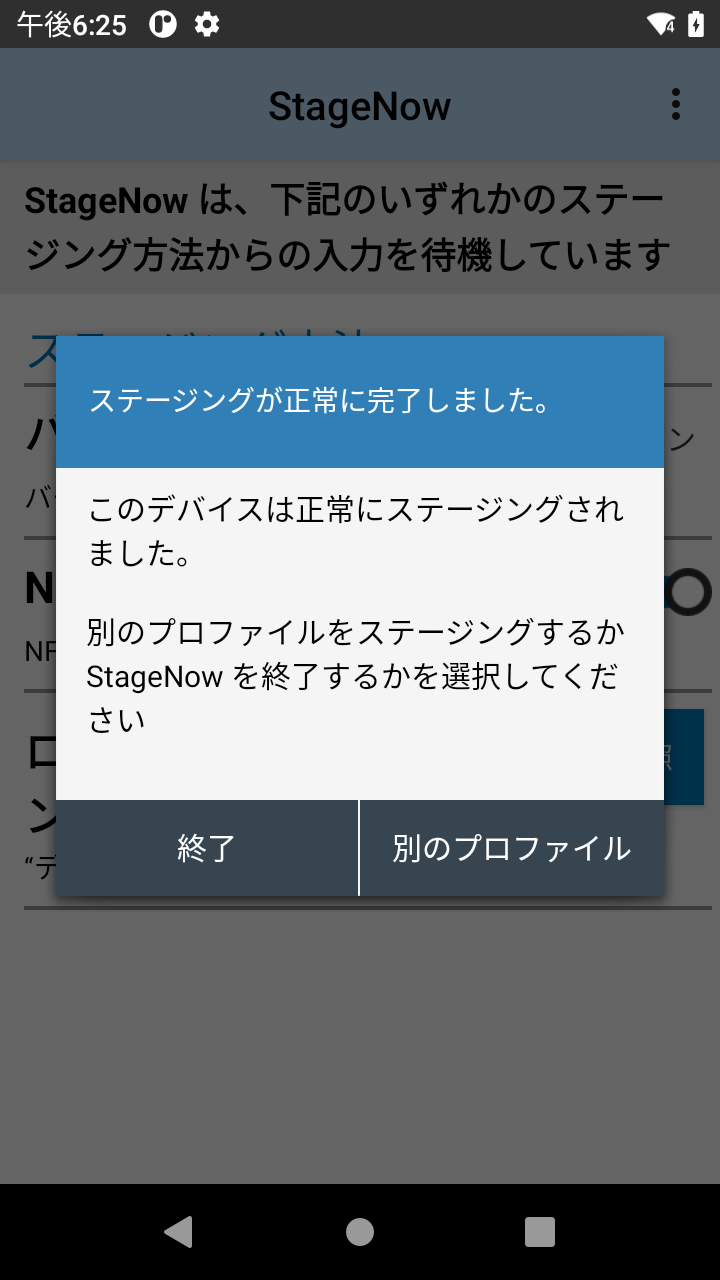 午後6:25
4
StageNow
StageNow は、下記のいずれかのステー
ジング方法からの入力を待機しています
ステージングが正常に完了しました。
このデバイスは正常にステージングされ
ました。
別のプロファイルをステージングするか
StageNow を終了するかを選択してくだ
さい
終了
別のプロファイル